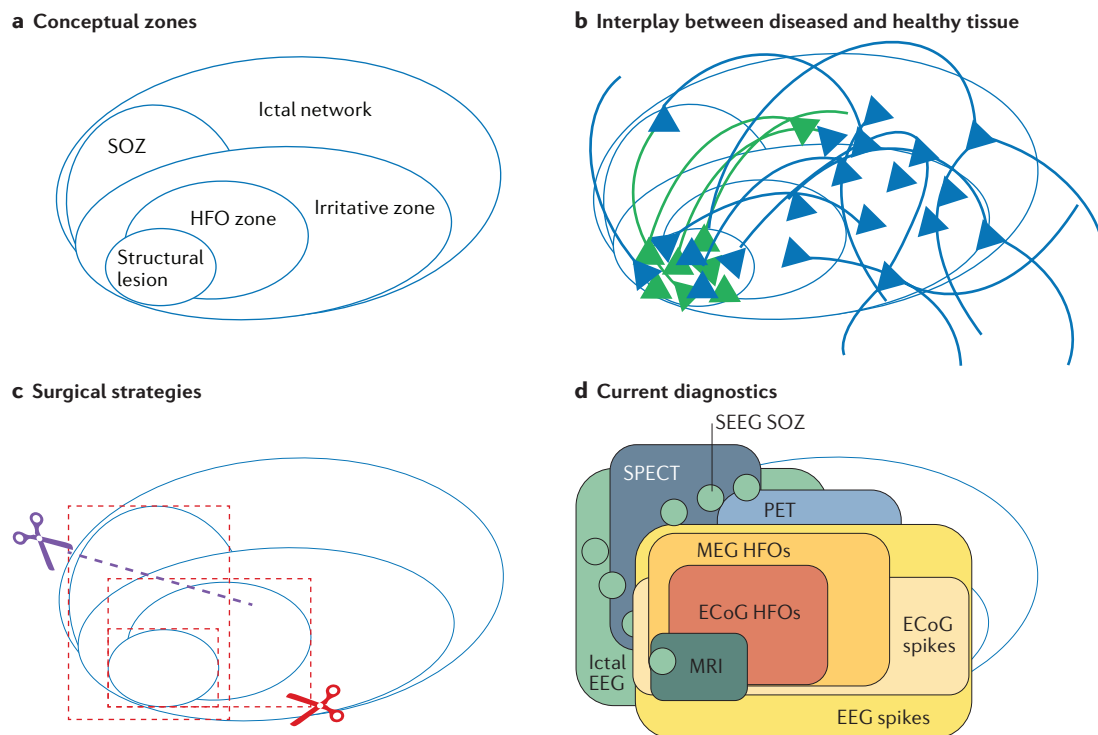 a Conceptual zones
Ictal network
SOZ
Irritative zone
HFO zone
Structural
lesion
b Interplay between diseased and healthy tissue
c Surgical strategies
d Current diagnostics
SEEG SOZ
SPECT
PET
MEG HFOs
ECoG HFOs
ECoG
spikes
MRI
Ictal
EEG
EEG spikes